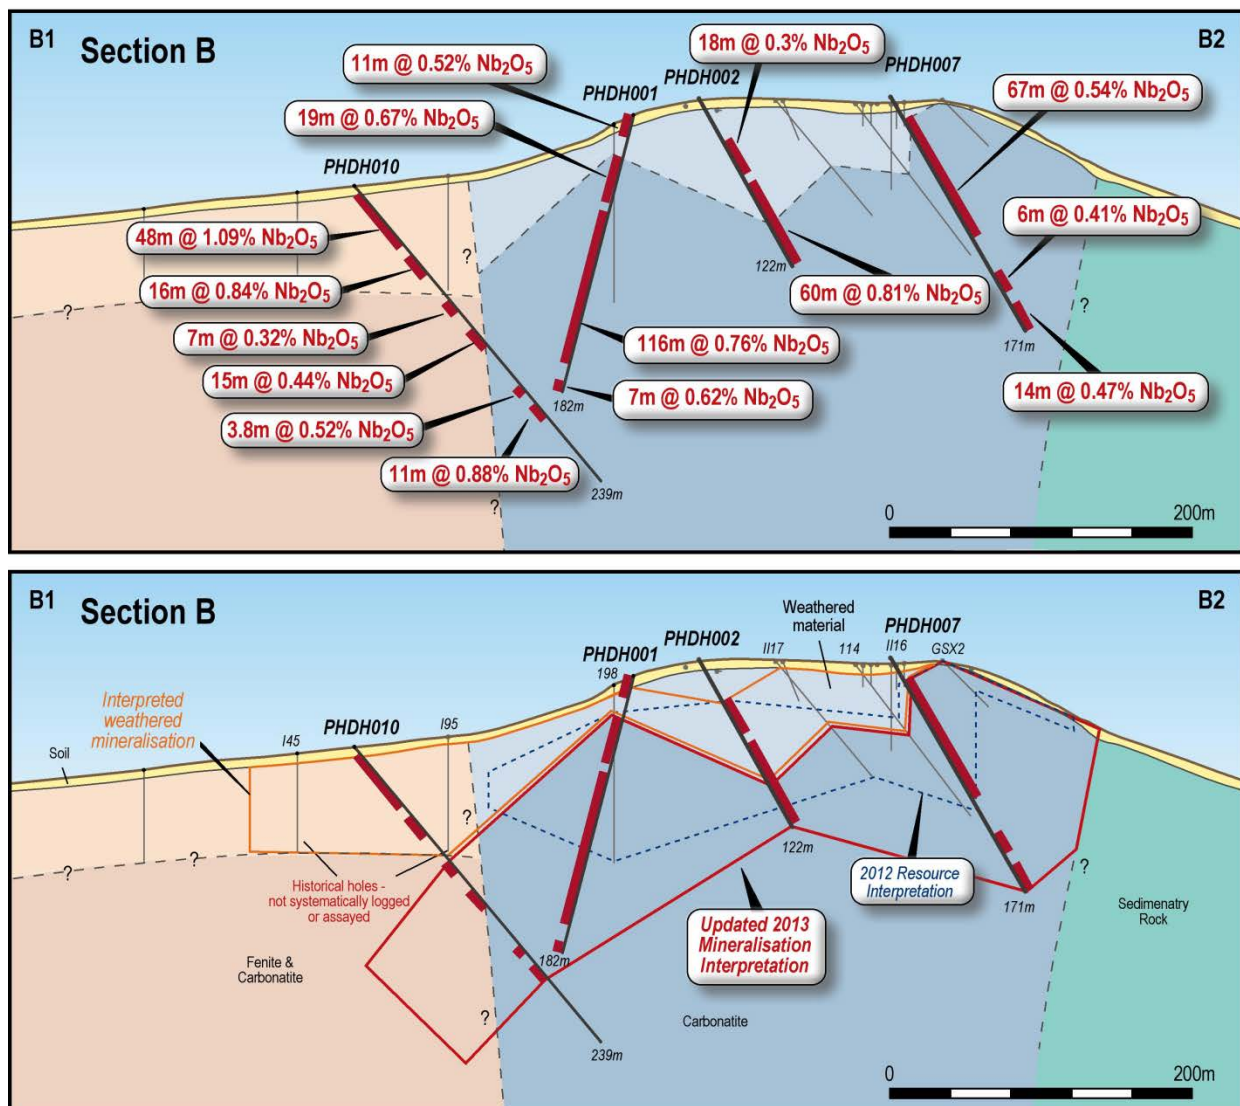 B1
Section B
B2
11m @ 0.52% Nb₂O₅
18m @ 0.3% Nb₂O₅
PHDH002
PHDH007
PHDH001
67m @ 0.54% Nb₂O₅
19m @ 0.67% Nb₂O₅
PHDH010
48m @ 1.09% Nb₂O₅
6m @ 0.41% Nb₂O₅
?
122m
16m @ 0.84% Nb₂O₅
60m @ 0.81% Nb₂O₅
?
?
7m @ 0.32% Nb₂O₅
116m @ 0.76% Nb₂O₅
171m
15m @ 0.44% Nb₂O₅
182m
7m @ 0.62% Nb₂O₅
14m @ 0.47% Nb₂O₅
3.8m @ 0.52% Nb₂O₅
11m @ 0.88% Nb₂O₅
239m
?
0
200m
B1
Section B
B2
Weathered
material
PHDH002
II17
114
II16
PHDH007
GSX2
PHDH001
198
Interpreted
weathered
mineralisation
PHDH010
I95
I45
Soil
?
122m
?
?
?
2012 Resource
Interpretation
Historical holes -
not systematically logged
or assayed
171m
Sedimenatry
Rock
Updated 2013
Mineralisation
Interpretation
182m
Fenite &
Carbonatite
?
Carbonatite
239m
0
200m